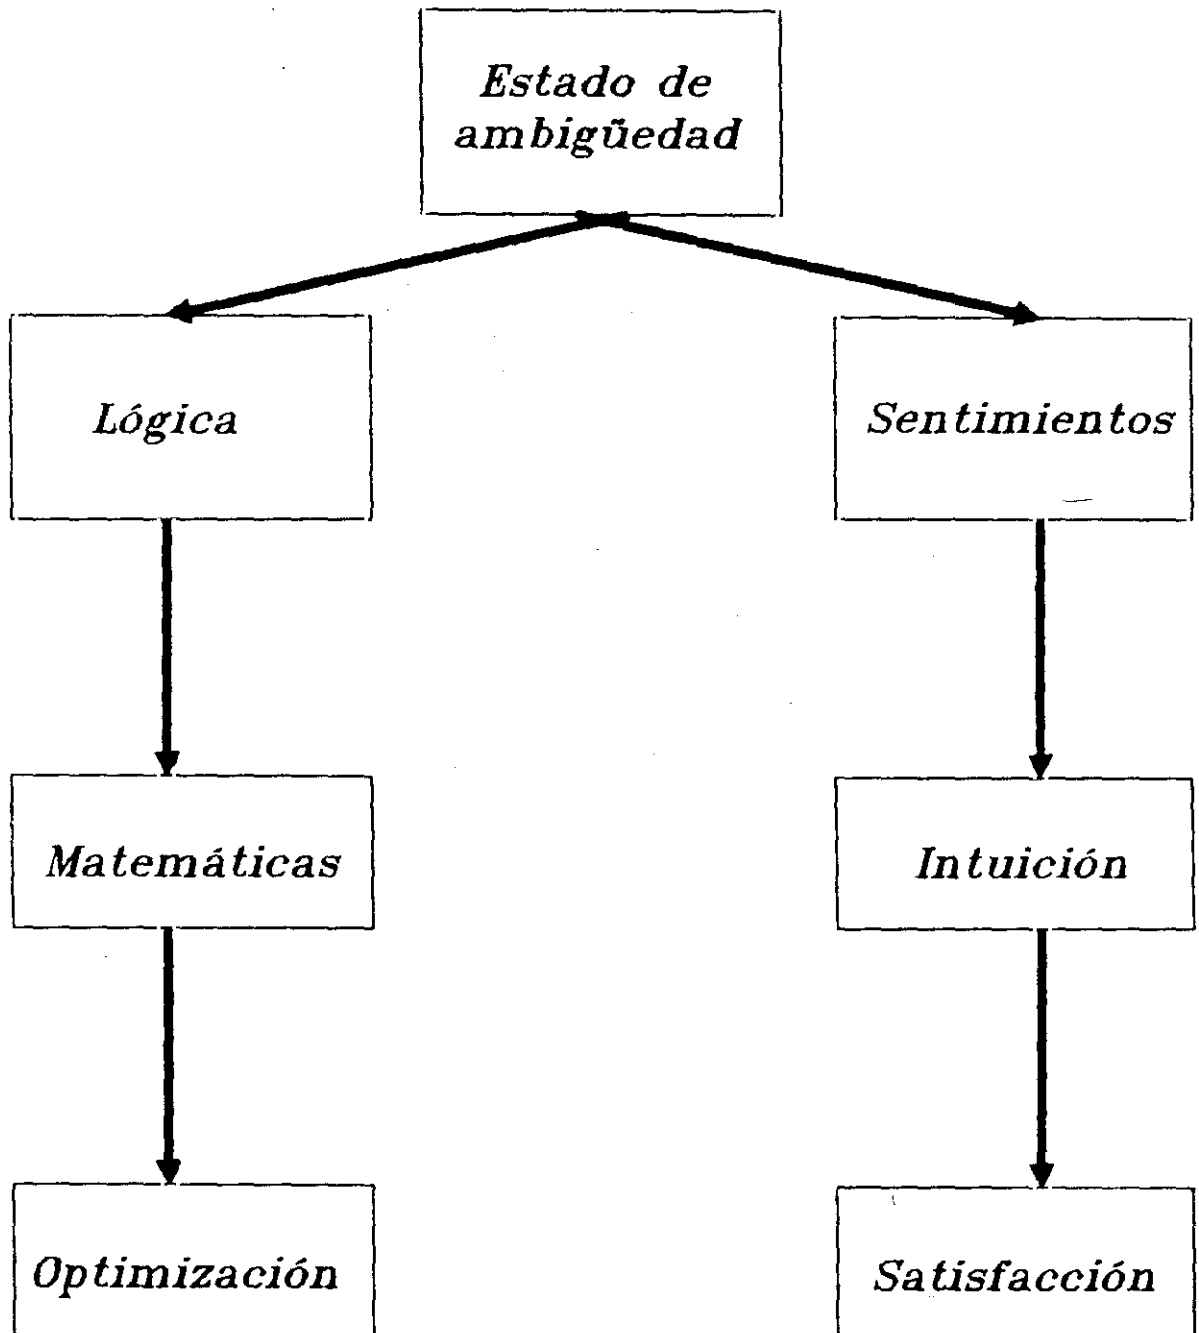 Estado de
ambigüedad
Lógica
Sentimientos
Matemáticas
Intuición
Optimización
Satisfacción